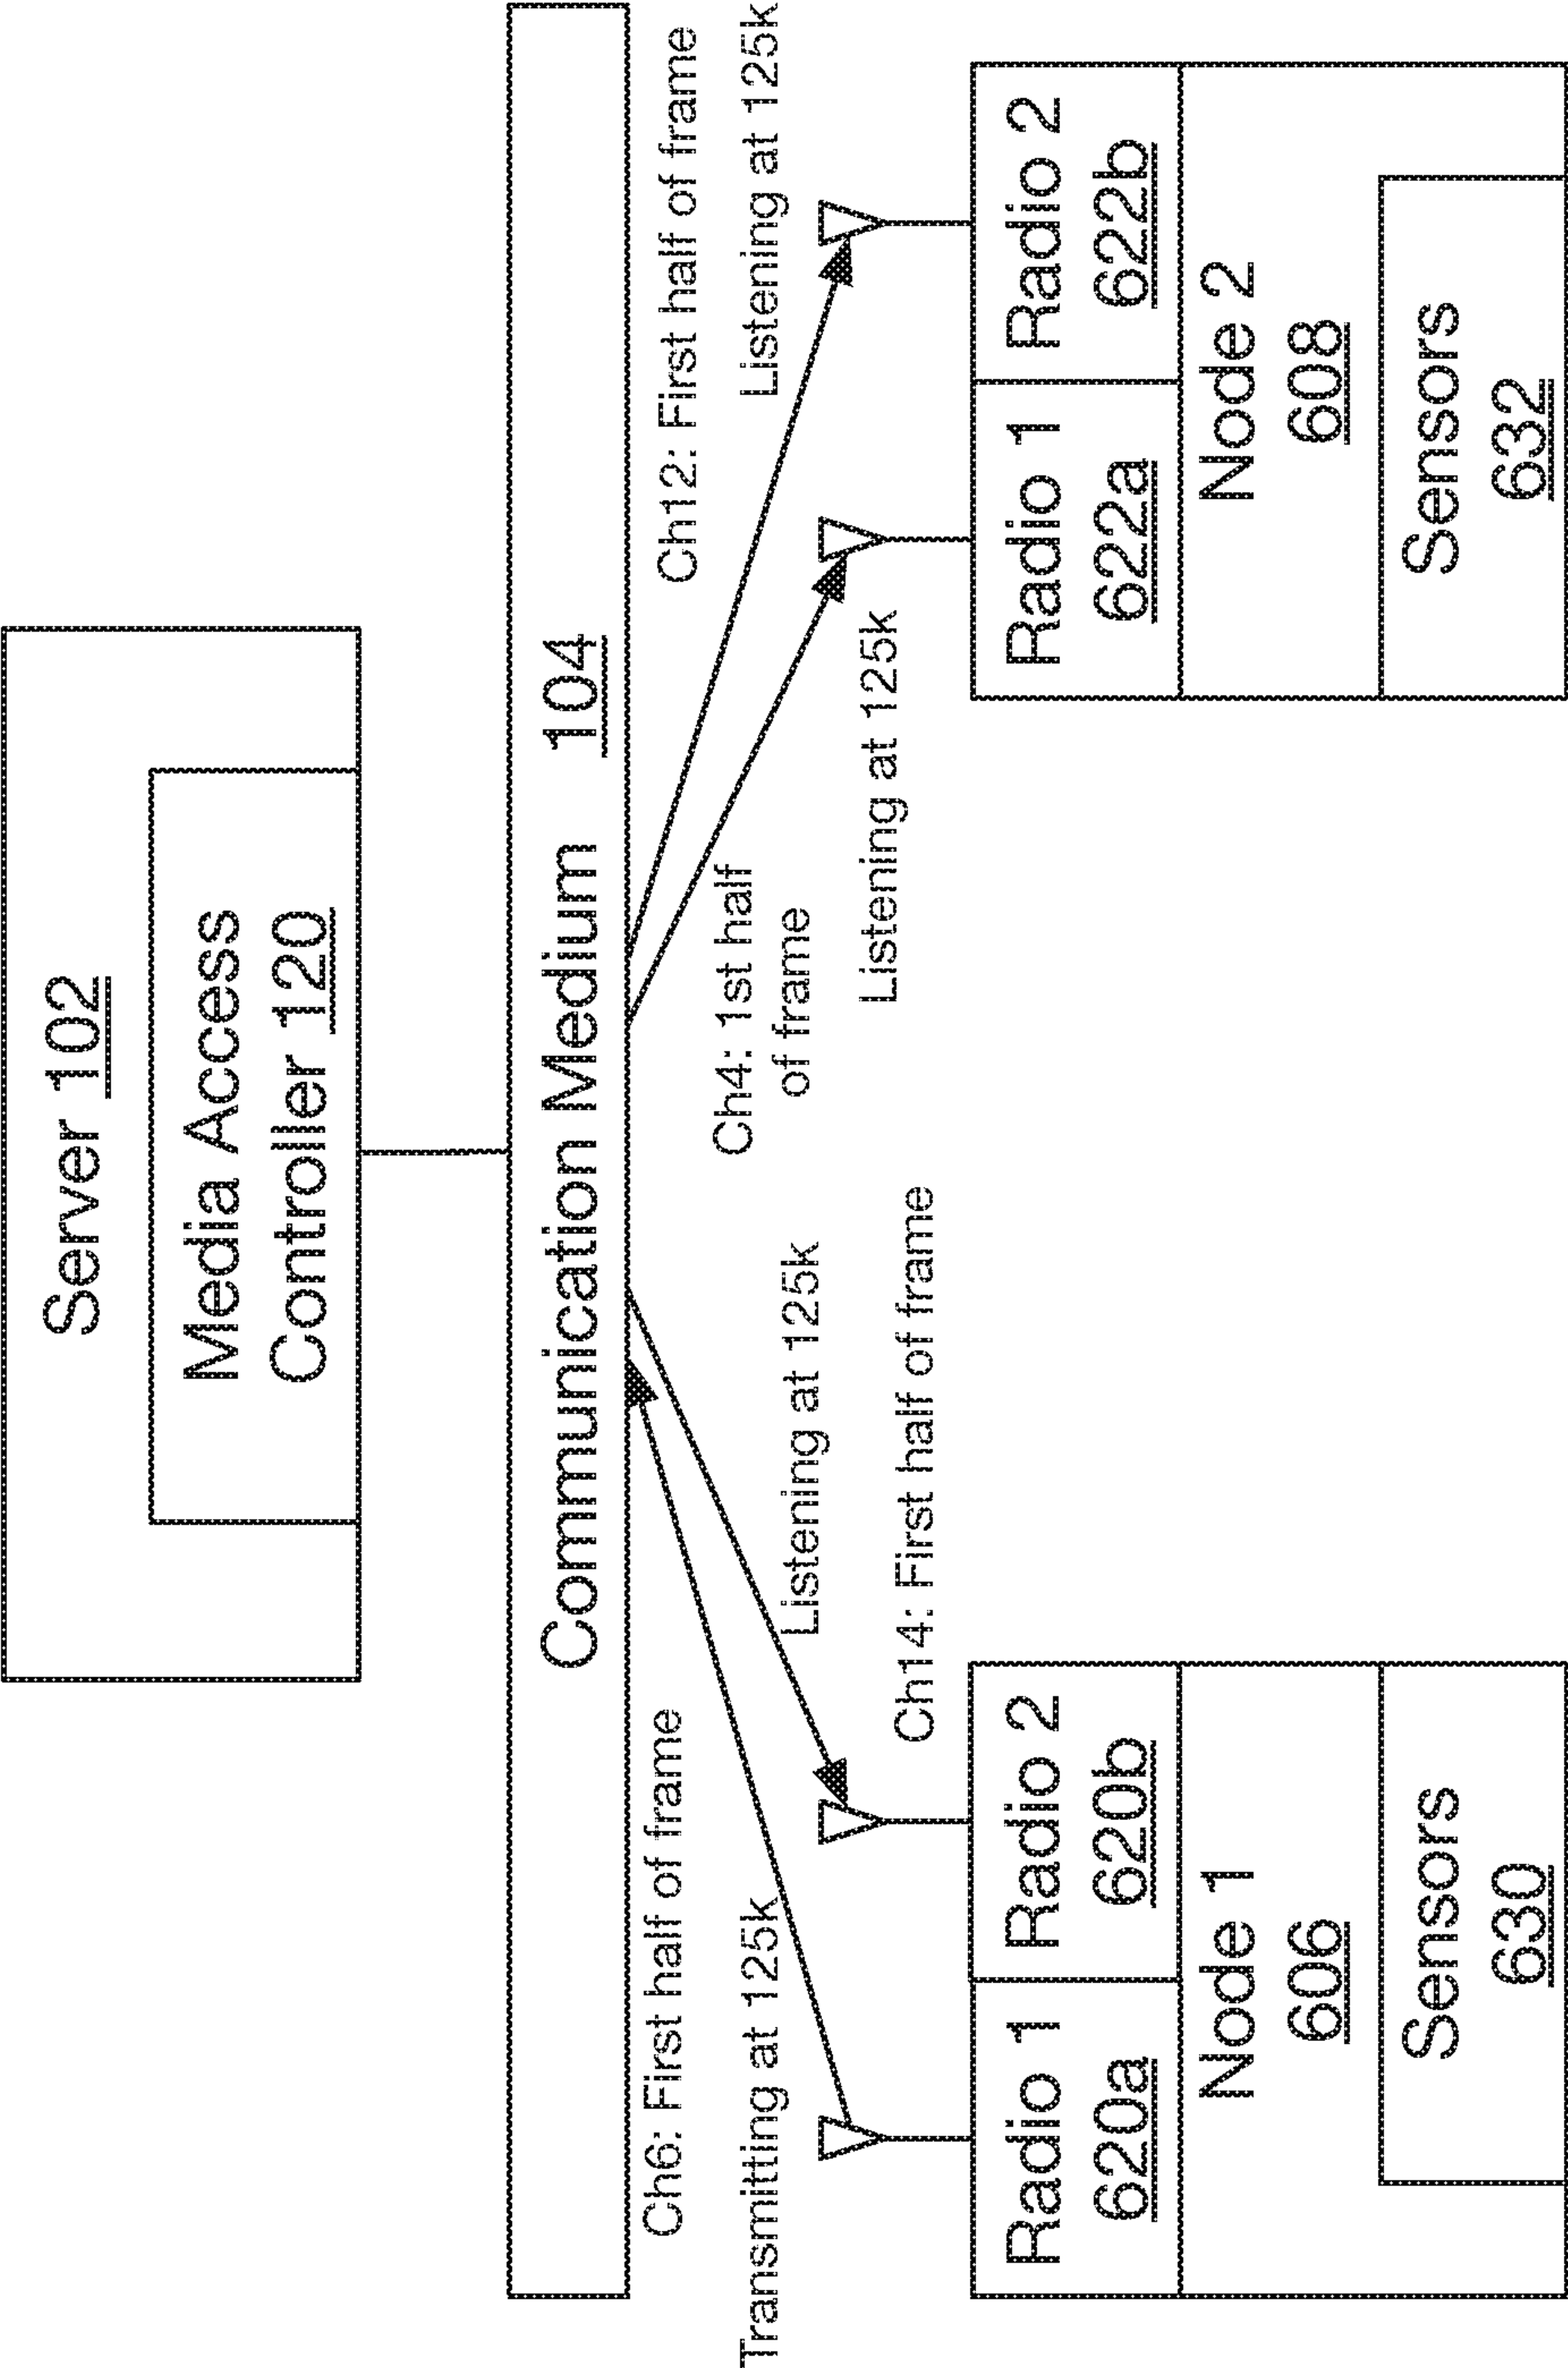 Server 102
Media Access
Controller 120
Communication Medium 104
Ch6: First half of frame
Transmitting at 125k
Listening at 125k
Ch14: First half of frame
Ch4: 1st half
of frame
Listening at 125k
Ch12: First half of frame
Listening at 125k
Radio 1
620a
Radio 2
620b
Node 1
606
Sensors
630
Radio 1
622a
Radio 2
622b
Node 2
608
Sensors
632